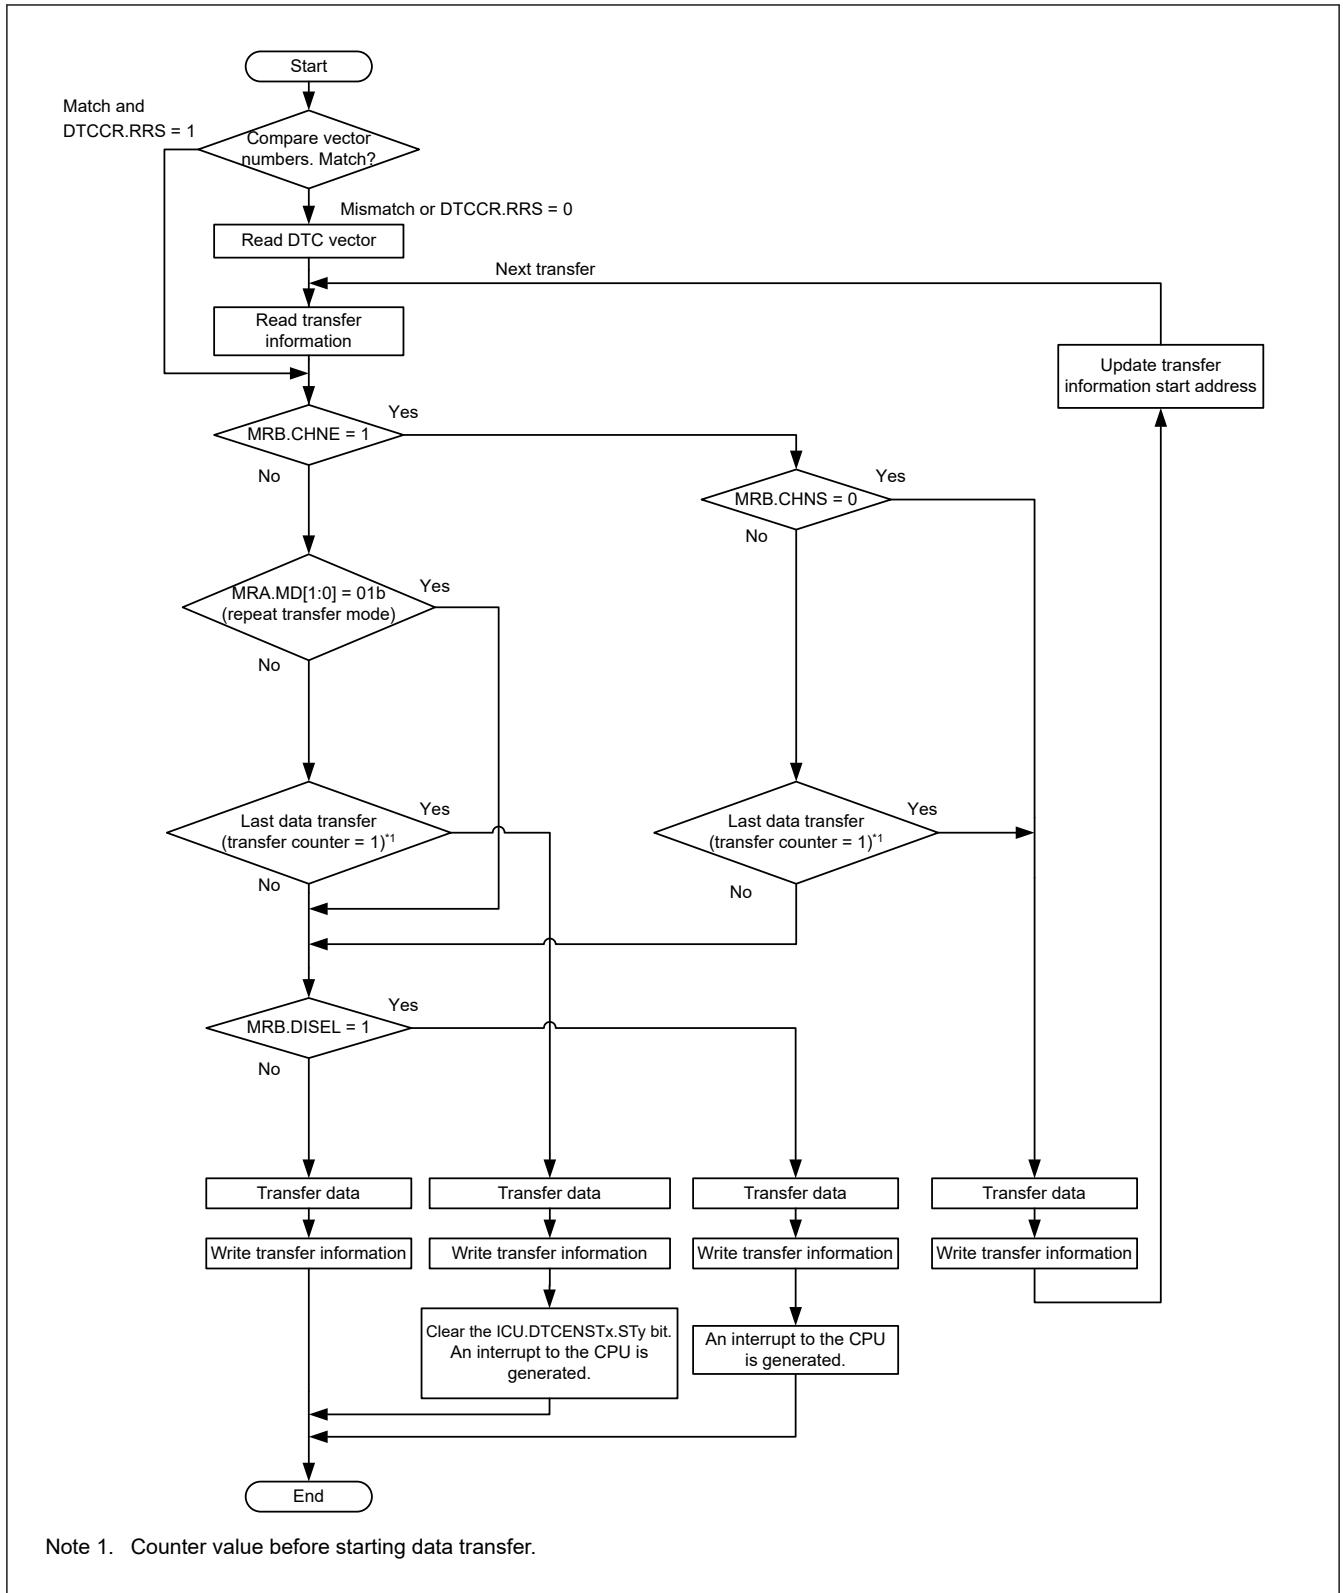 Start
Match and
DTCCR.RRS = 1
Compare vector
numbers. Match?
Mismatch or DTCCR.RRS = 0
Read DTC vector
Next transfer
Read transfer
information
Update transfer
information start address
Yes
MRB.CHNE = 1
No
Yes
MRB.CHNS = 0
No
Yes
MRA.MD[1:0] = 01b
(repeat transfer mode)
No
Yes
Last data transfer
(transfer counter = 1)*1
No
Yes
Last data transfer
(transfer counter = 1)*1
No
Yes
MRB.DISEL = 1
No
Transfer data
Transfer data
Transfer data
Transfer data
Write transfer information
Write transfer information
Write transfer information
Write transfer information
Clear the ICU.DTCENSTx.STy bit.
An interrupt to the CPU is
generated.
An interrupt to the CPU
is generated.
End
Note 1. Counter value before starting data transfer.